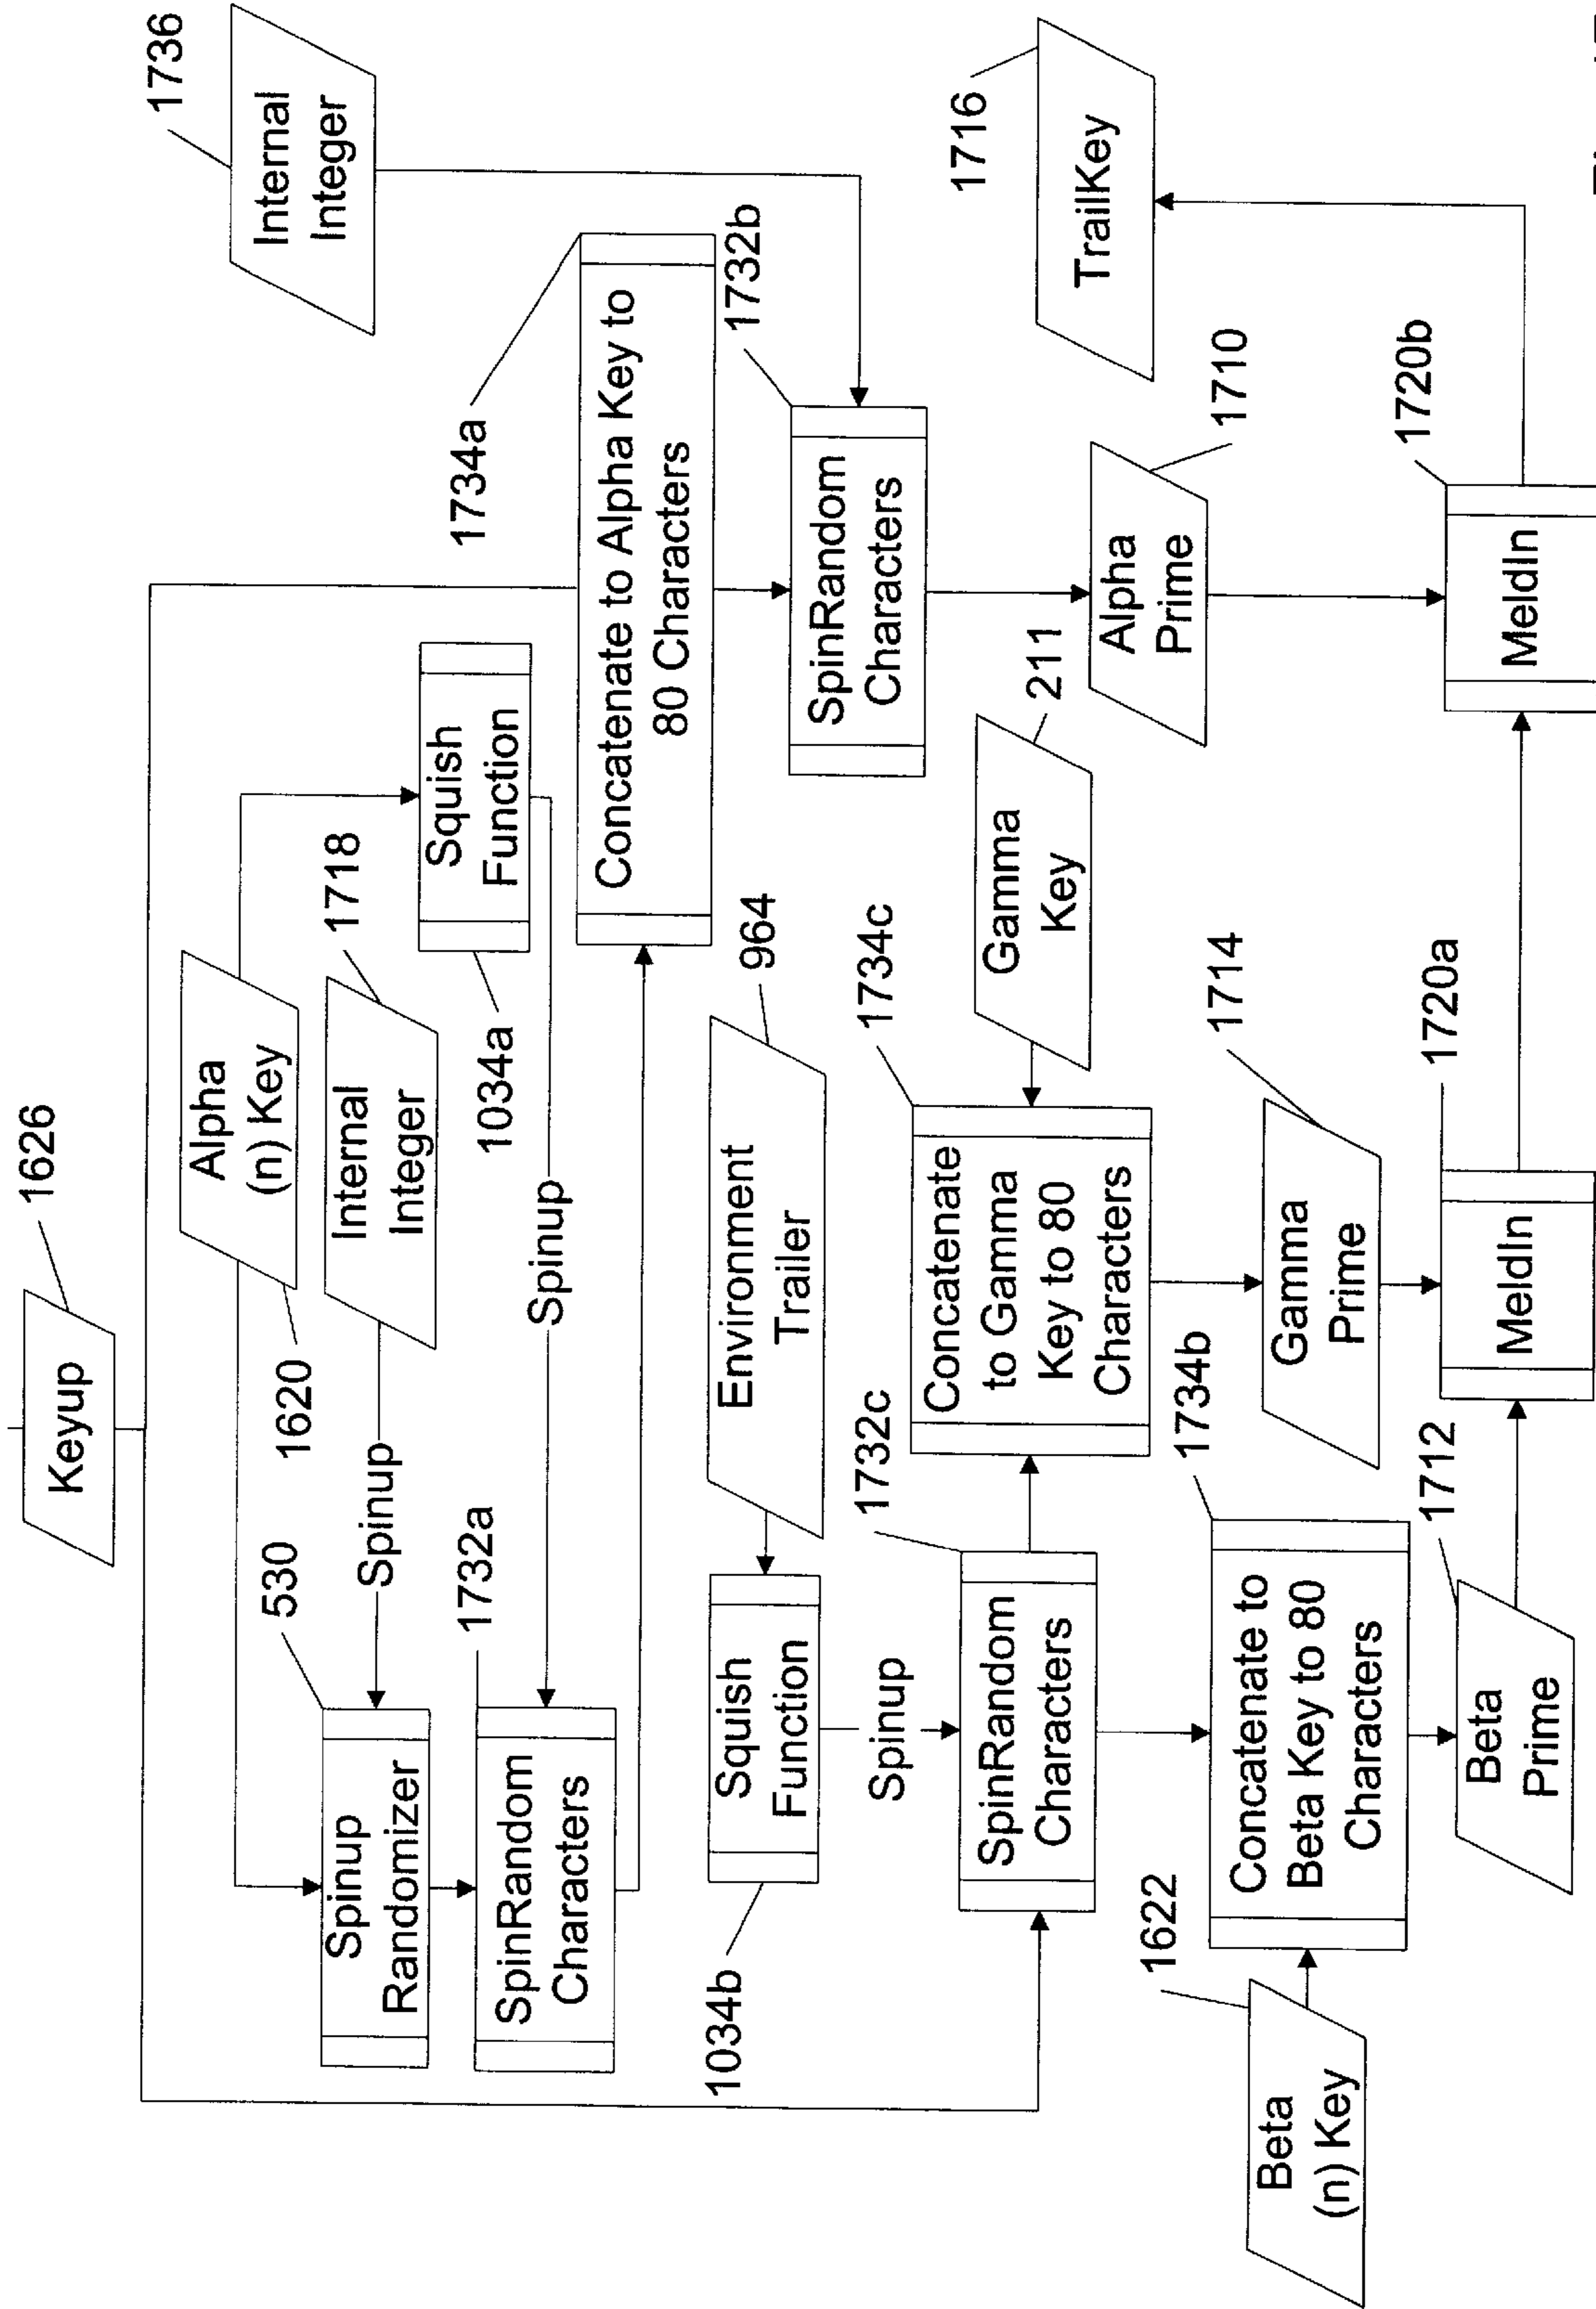 1626
Keyup
1736
Internal
Integer
Alpha
(n) Key
1620
530
Spinup
Randomizer
Spinup
Internal
Integer
1718
Squish
Function
1034a
1734a
1732a
SpinRandom
Characters
Spinup
Concatenate to Alpha Key to
80 Characters
1732b
Environment
Trailer
964
Squish
Function
1034b
SpinRandom
Characters
1716
TrailKey
Spinup
1732c
1734c
Gamma
Key
211
SpinRandom
Characters
Concatenate
to Gamma
Key to 80
Characters
Alpha
Prime
1710
1622
Beta
(n) Key
Concatenate to
Beta Key to 80
Characters
1734b
Gamma
Prime
1714
Beta
Prime
1712
MeldIn
1720a
MeldIn
1720b